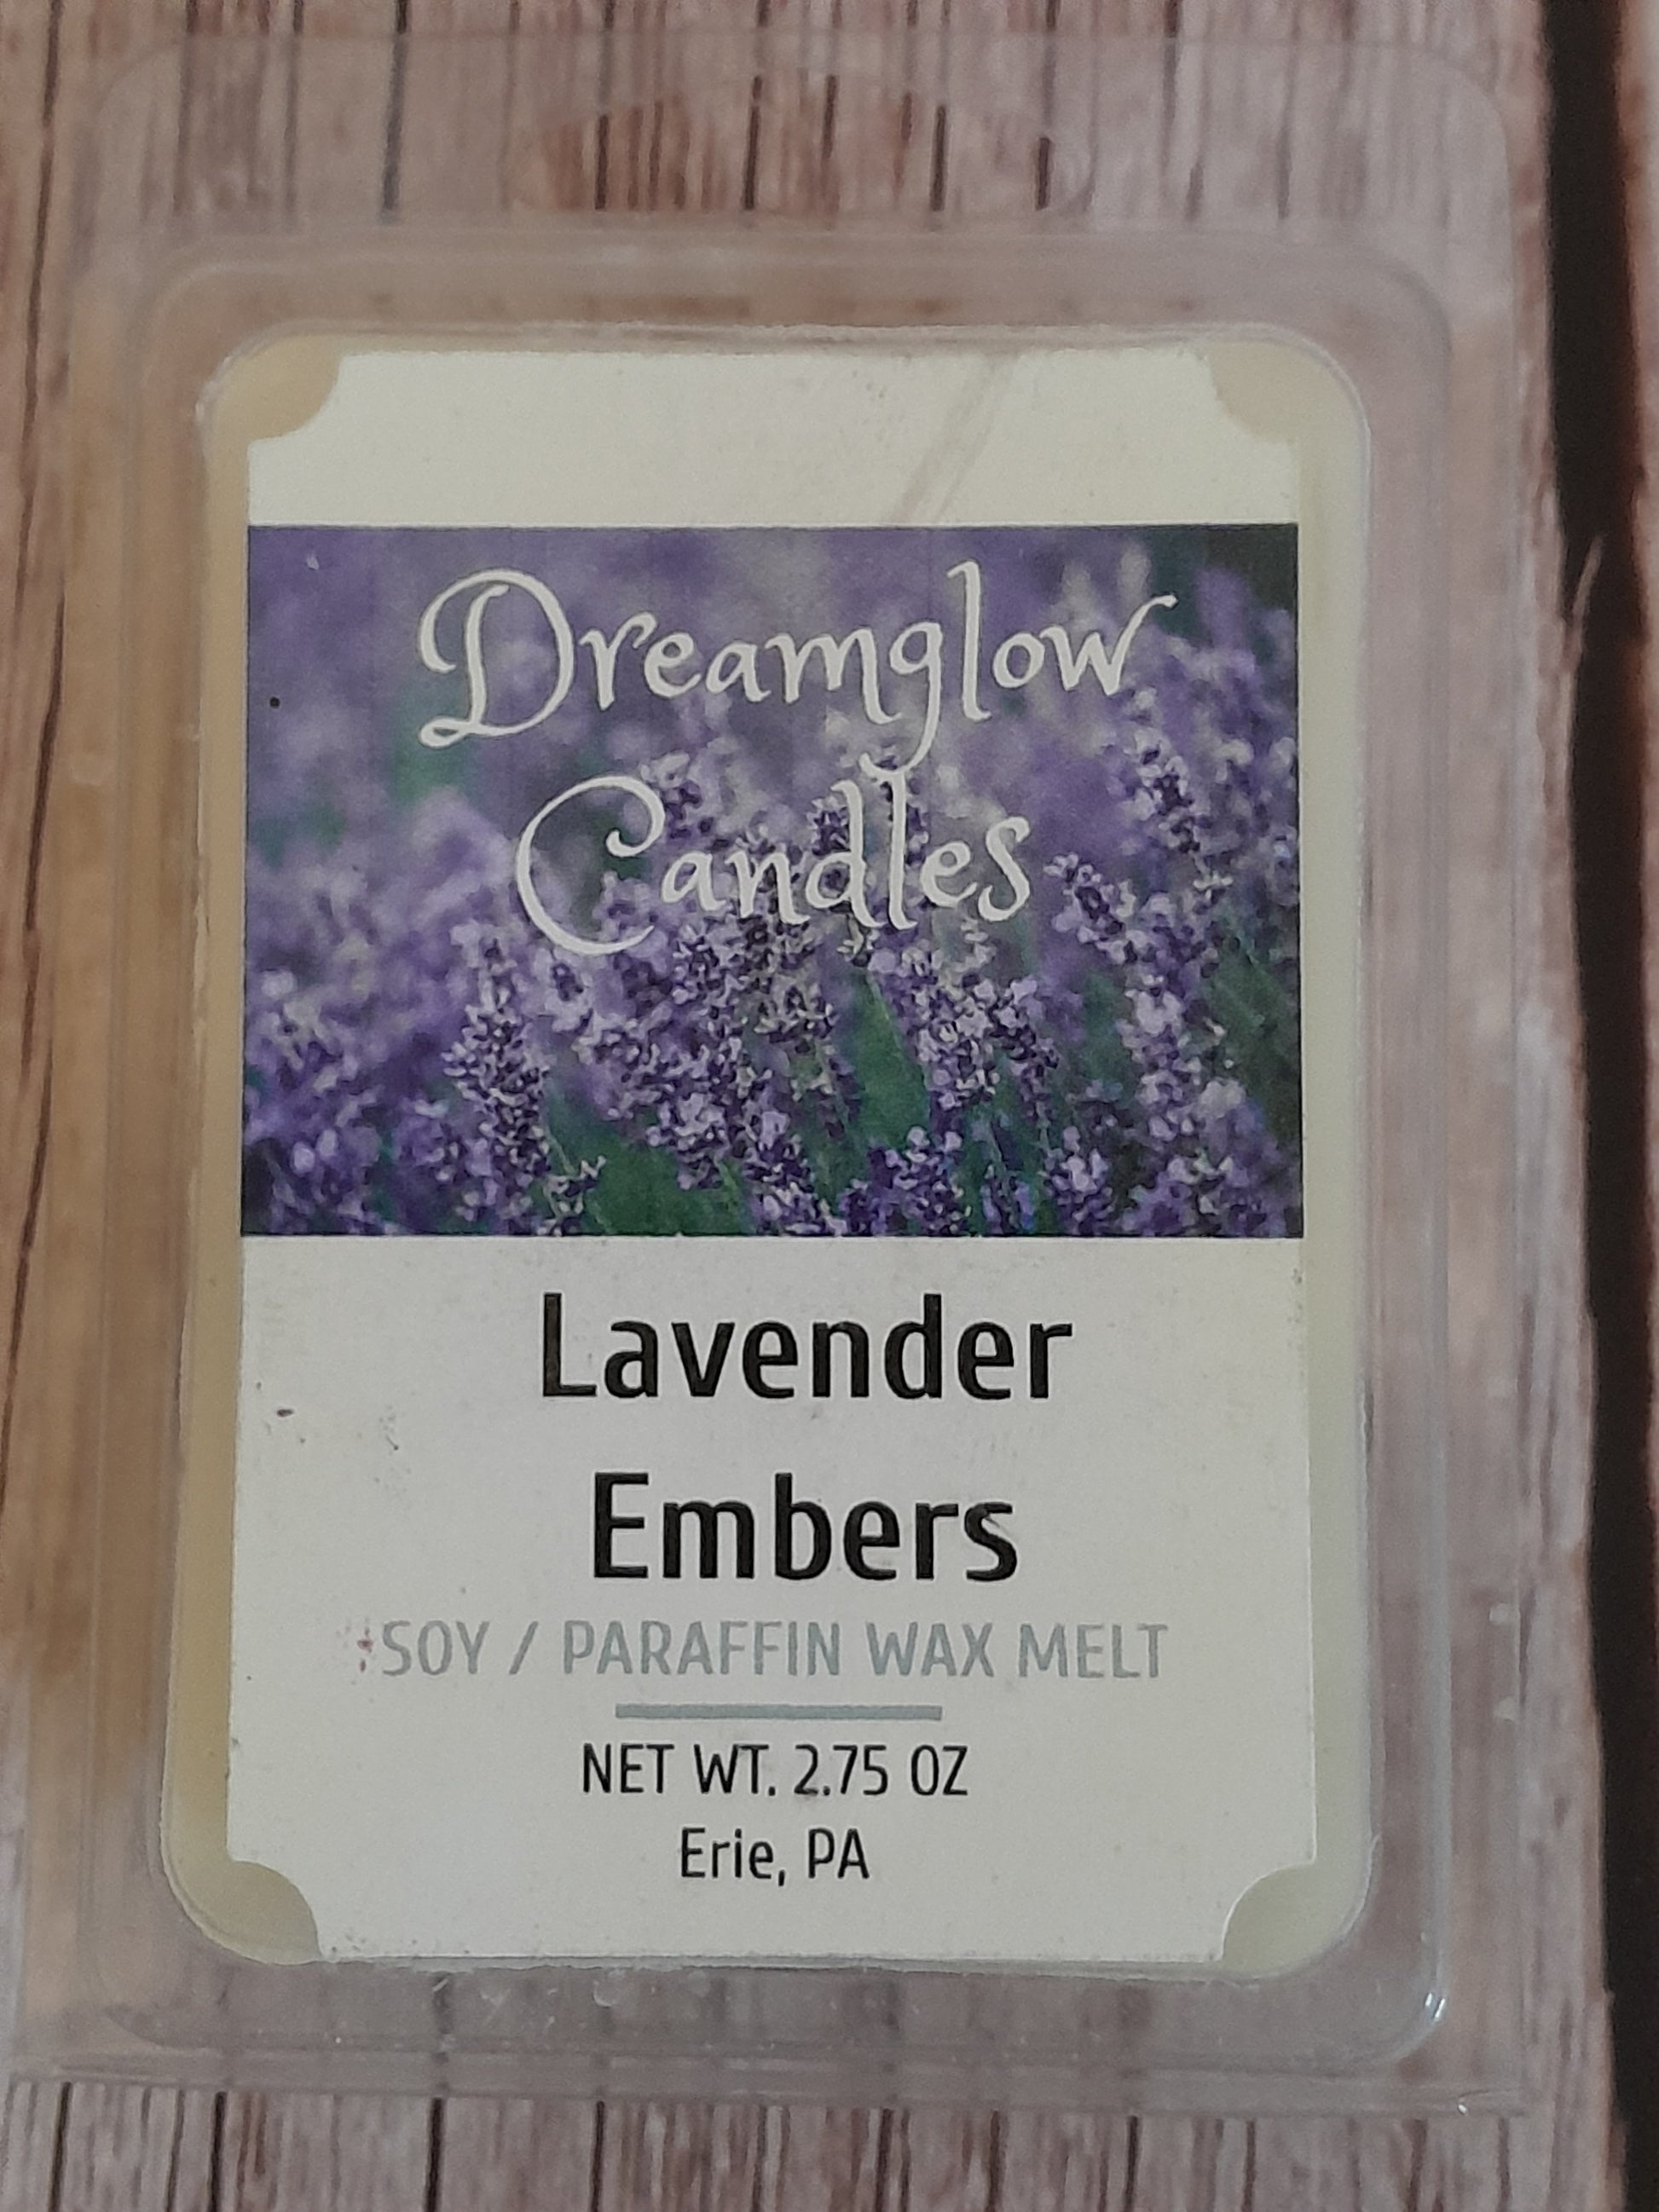 Dreamglow
Candles
Lavender
Embers
SOY / PARAFFIN WAX MELT
NET WT. 2.75 OZ
Erie, PA